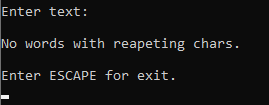 Enter text:
No words with reapeting chars.
Enter ESCAPE for exit.